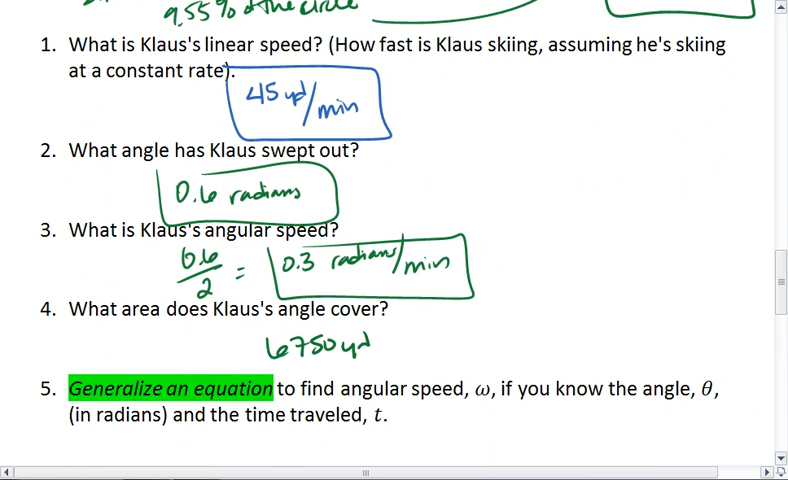 9.55% of the circle
1. What is Klaus's linear speed? (How fast is Klaus skiing, assuming he's skiing
at a constant rate).
45 yd/min
2. What angle has Klaus swept out?
0.6 radians
3. What is Klaus's angular speed?
0.6/2 = 0.3 radians/min
4. What area does Klaus's angle cover?
6750 yd
5. Generalize an equation to find angular speed, ω, if you know the angle, θ,
(in radians) and the time traveled, t.